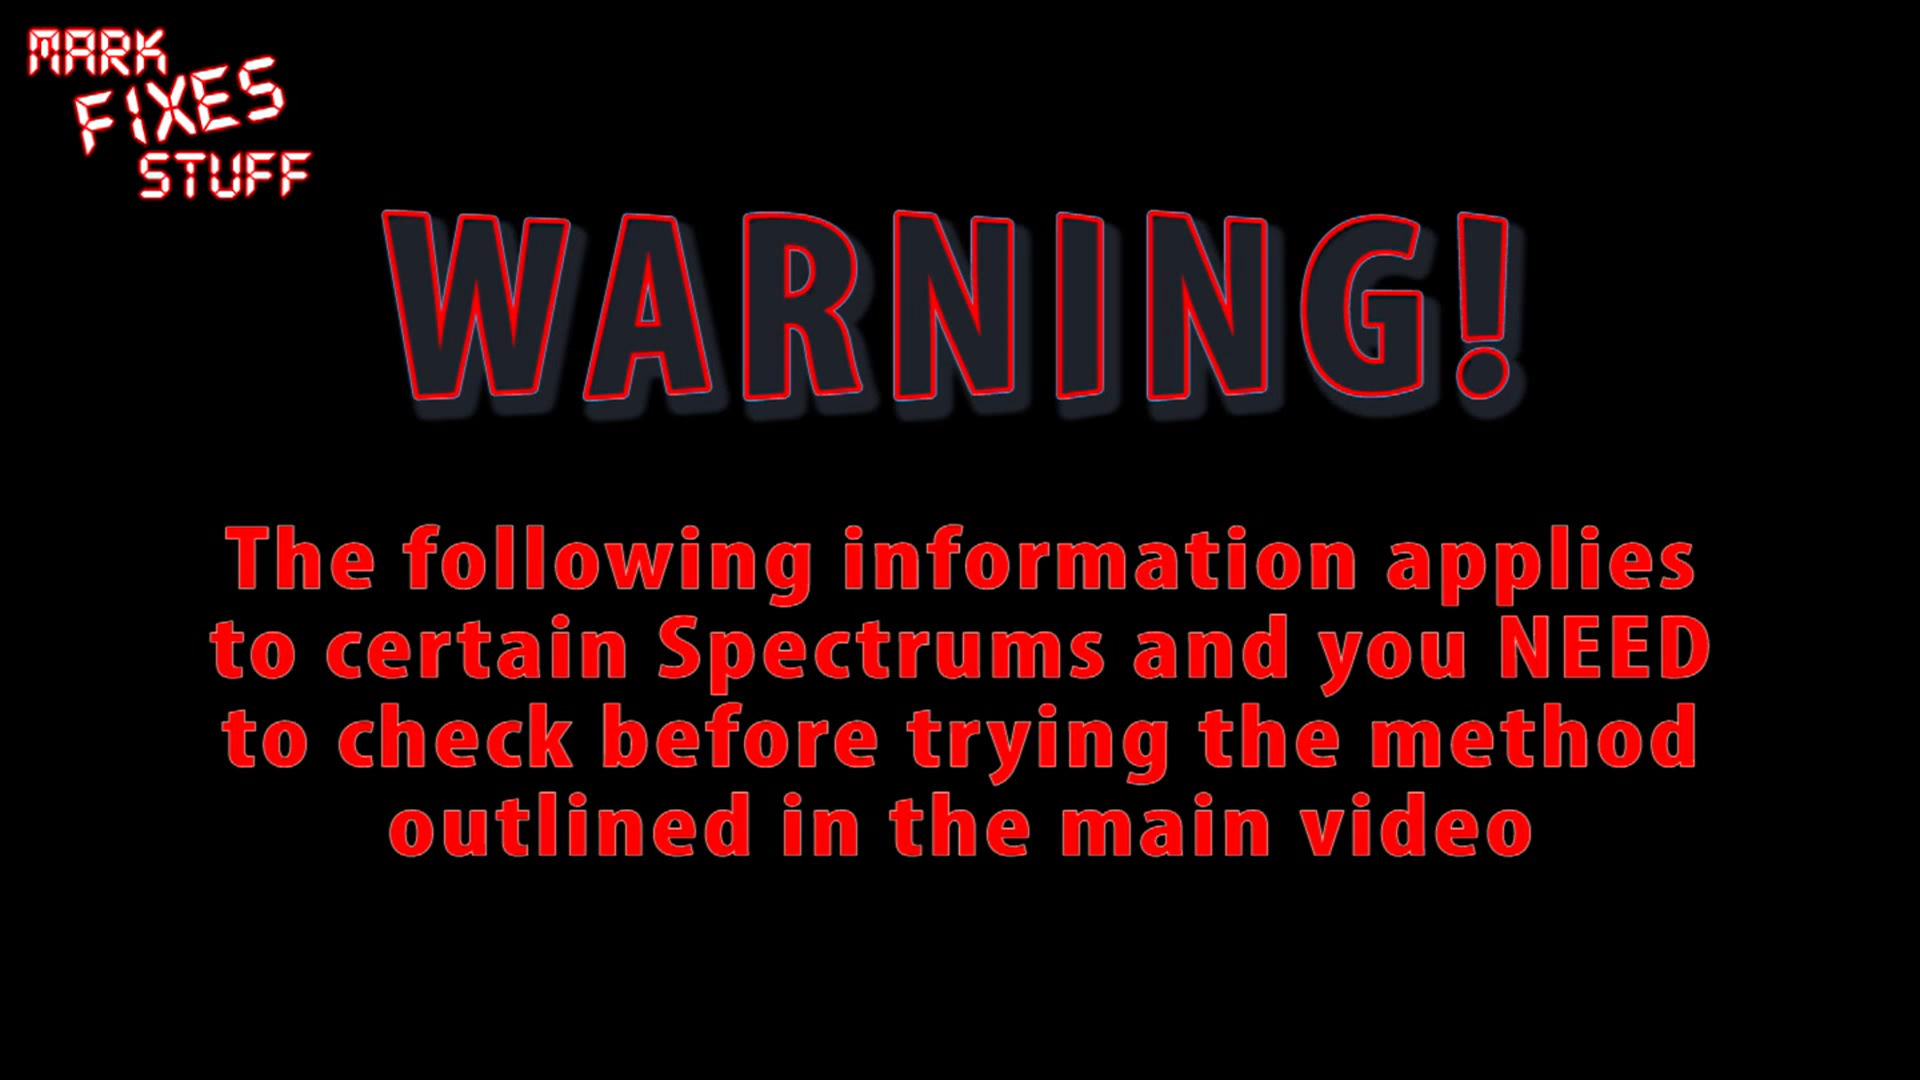 MARK
FIXES
STUFF
WARNING!
The following information applies
to certain Spectrums and you NEED
to check before trying the method
outlined in the main video